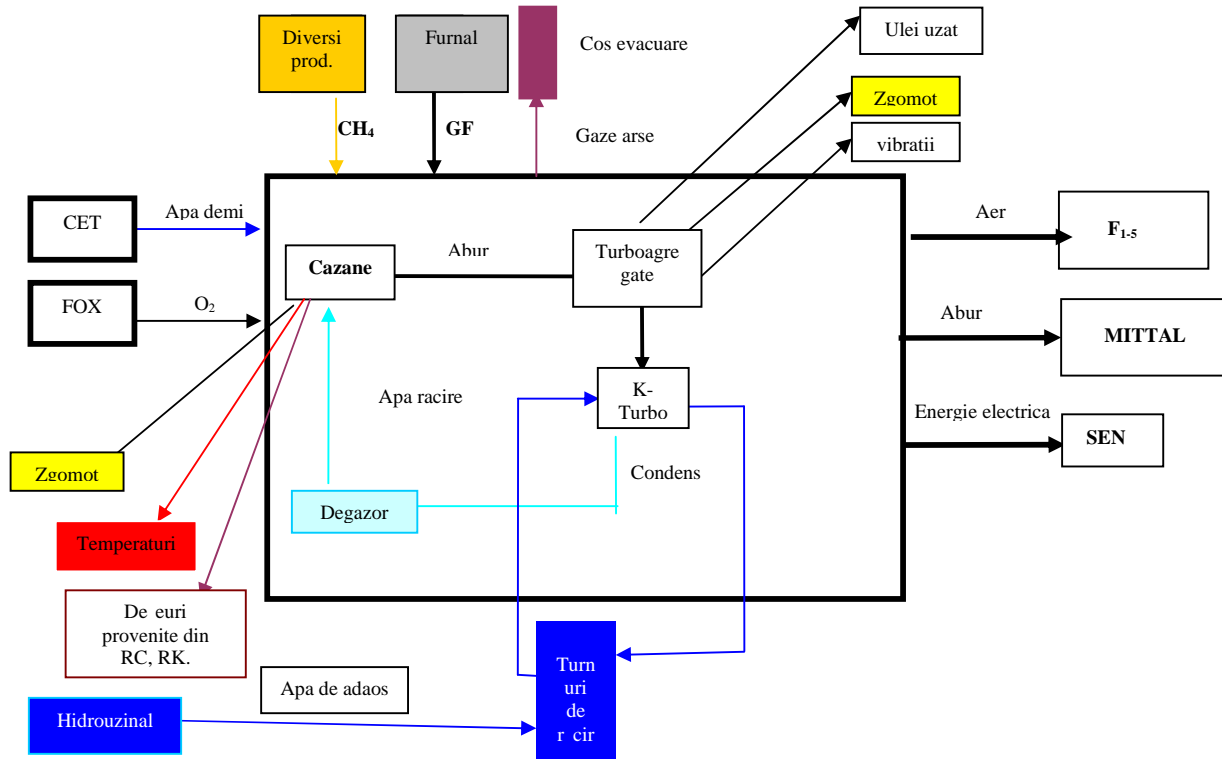 Diversi
prod.
Furnal
Cos evacuare
Ulei uzat
Zgomot
vibratii
CH₄
GF
Gaze arse
CET
Apa demi
FOX
O₂
Cazane
Abur
Turboagre
gate
Aer
F₁₋₅
Abur
MITTAL
Energie electrica
SEN
Apa racire
K-
Turbo
Condens
Degazor
Zgomot
Temperaturi
De euri
provenite din
RC, RK.
Apa de adaos
Hidrouzinal
Turn
uri
de
r cir